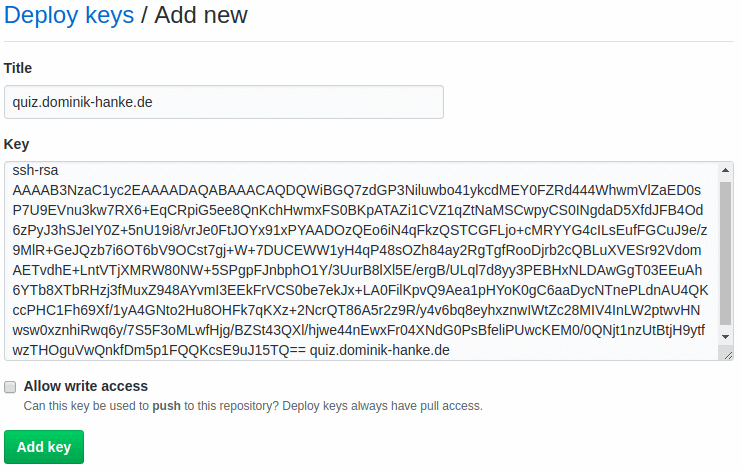 Deploy keys / Add new
Title
quiz.dominik-hanke.de
Key
ssh-rsa
AAAAB3NzaC1yc2EAAAADAQABAAACAQDQWiBGQ7zdGP3Niluwbo41ykcdMEY0FZRd444WhwmVlZaED0s
P7U9EVnu3kw7RX6+EqCRpiG5ee8QnKchHwmxFS0BKpATAZi1CVZ1qZtNaMSCwpyCS0INgdaD5XfdJFB4Od
6zPyJ3hSJeIY0Z+5nU19i8/vrJe0FtJOYx91xPYAADOzQEo6iN4qFkzQSTCGFLjo+cMRYYG4cILsEufFGCuJ9e/z
9MlR+GeJQzb7i6OT6bV9OCst7gj+W+7DUCEWW1yH4qP48sOZh84ay2RgTgfRooDjrb2cQBLuXVESr92Vdom
AETvdhE+LntVTjXMRW80NW+5SPgpFJnbphO1Y/3UurB8lXl5E/ergB/ULql7d8yy3PEBHxNLDAwGgT03EEuAh
6YTb8XTbRHzj3fMuxZ948AYvmI3EEkFrVCS0be7ekJx+LA0FilKpvQ9Aea1pHYoK0gC6aaDycNTnePLdnAU4QK
ccPHC1Fh69Xf/1yA4GNto2Hu8OHFk7qKXz+2NcrQT86A5r2z9R/y4v6bq8eyhxznwIWtZc28MIV4InLW2ptwvHN
wsw0xznhiRwq6y/7S5F3oMLwfHjg/BZSt43QXl/hjwe44nEwxFr04XNdG0PsBfeliPUwcKEM0/0QNjt1nzUtBtjH9ytf
wzTHOguVwQnkfDm5p1FQQKcsE9uJ15TQ== quiz.dominik-hanke.de
Allow write access
Can this key be used to push to this repository? Deploy keys always have pull access.
Add key